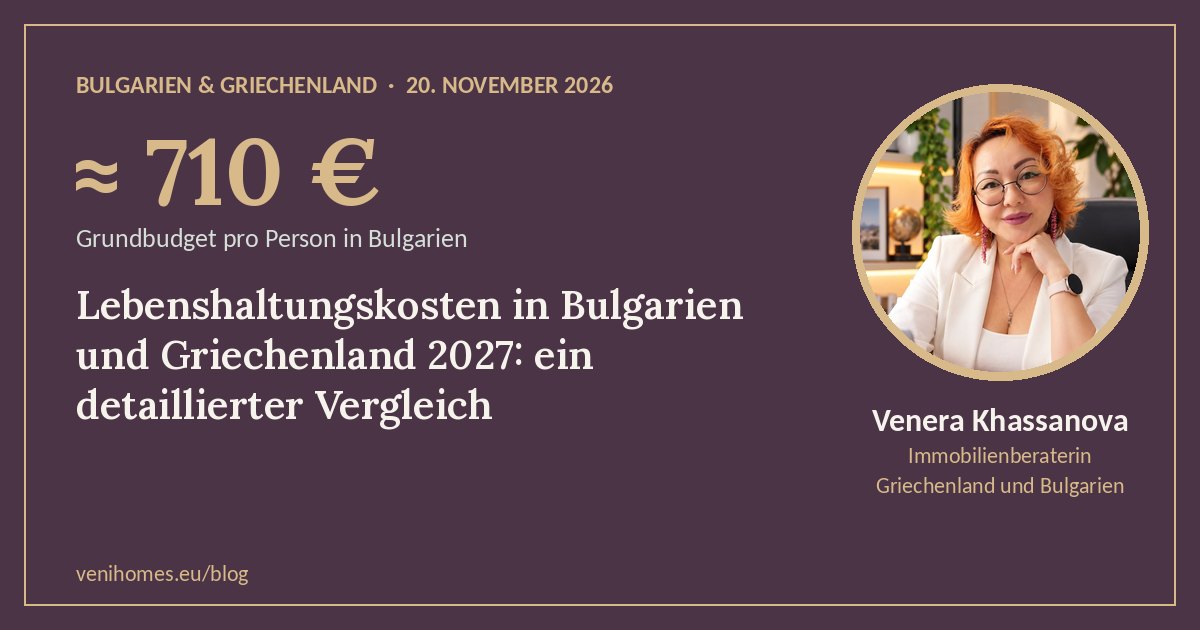 BULGARIEN & GRIECHENLAND · 20. NOVEMBER 2026
≈ 710 €
Grundbudget pro Person in Bulgarien
Lebenshaltungskosten in Bulgarien
und Griechenland 2027: ein
detaillierter Vergleich
Venera Khassanova
Immobilienberaterin
Griechenland und Bulgarien
venihomes.eu/blog